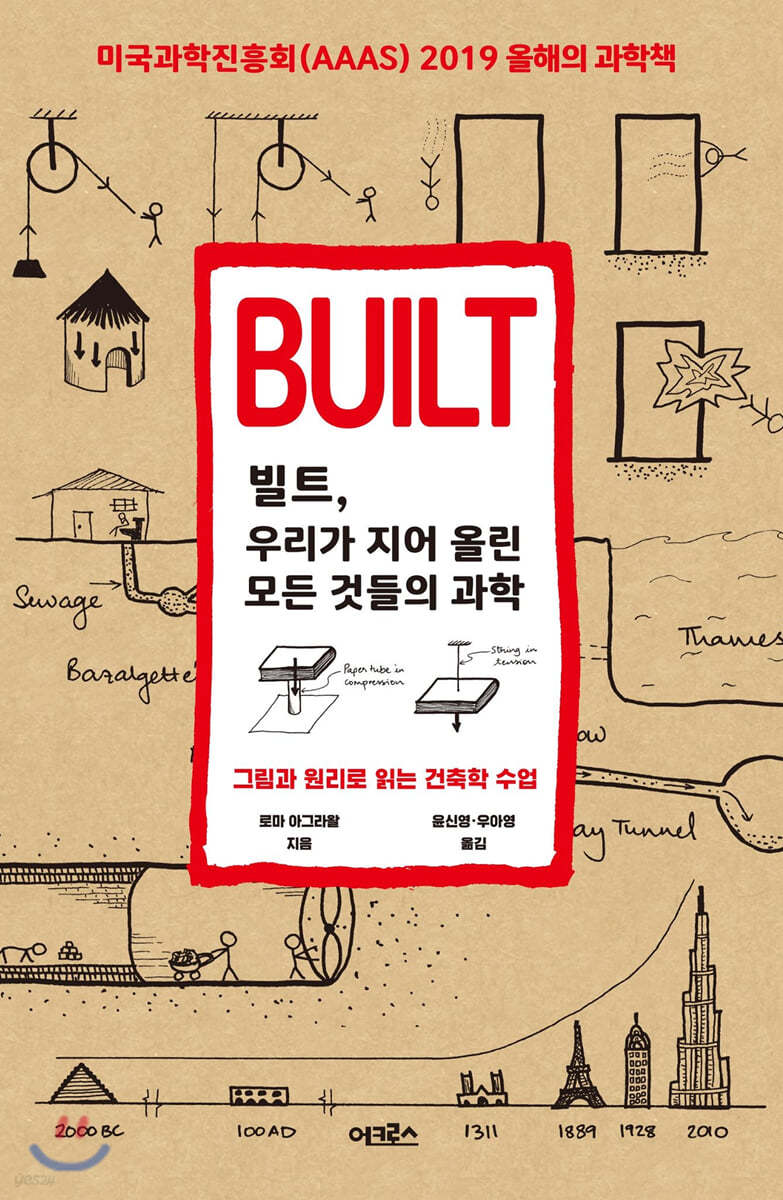 미국과학진흥회(AAAS) 2019 올해의 과학책
BUILT
빌트,
우리가 지어 올린
모든 것들의 과학
Sewage
Bazalgette
Thames
Paper tube in
compression
String in
tension
그림과 원리로 읽는 건축학 수업
로마 아그라왈
지음
윤신영·우아영
옮김
ow
ay Tunnel
2000 BC
100 AD
어크로스
1311
1889
1928
2010
yes24